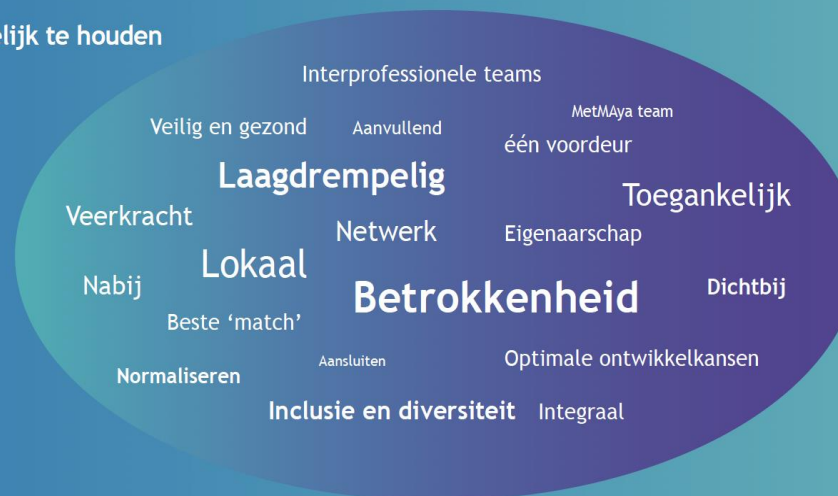 lijk te houden
Interprofessionele teams
MetMAya team
Veilig en gezond
Aanvullend
één voordeur
Laagdrempelig
Toegankelijk
Veerkracht
Netwerk
Eigenaarschap
Lokaal
Nabij
Betrokkenheid
Dichtbij
Beste ‘match’
Aansluiten
Optimale ontwikkelkansen
Normaliseren
Inclusie en diversiteit
Integraal